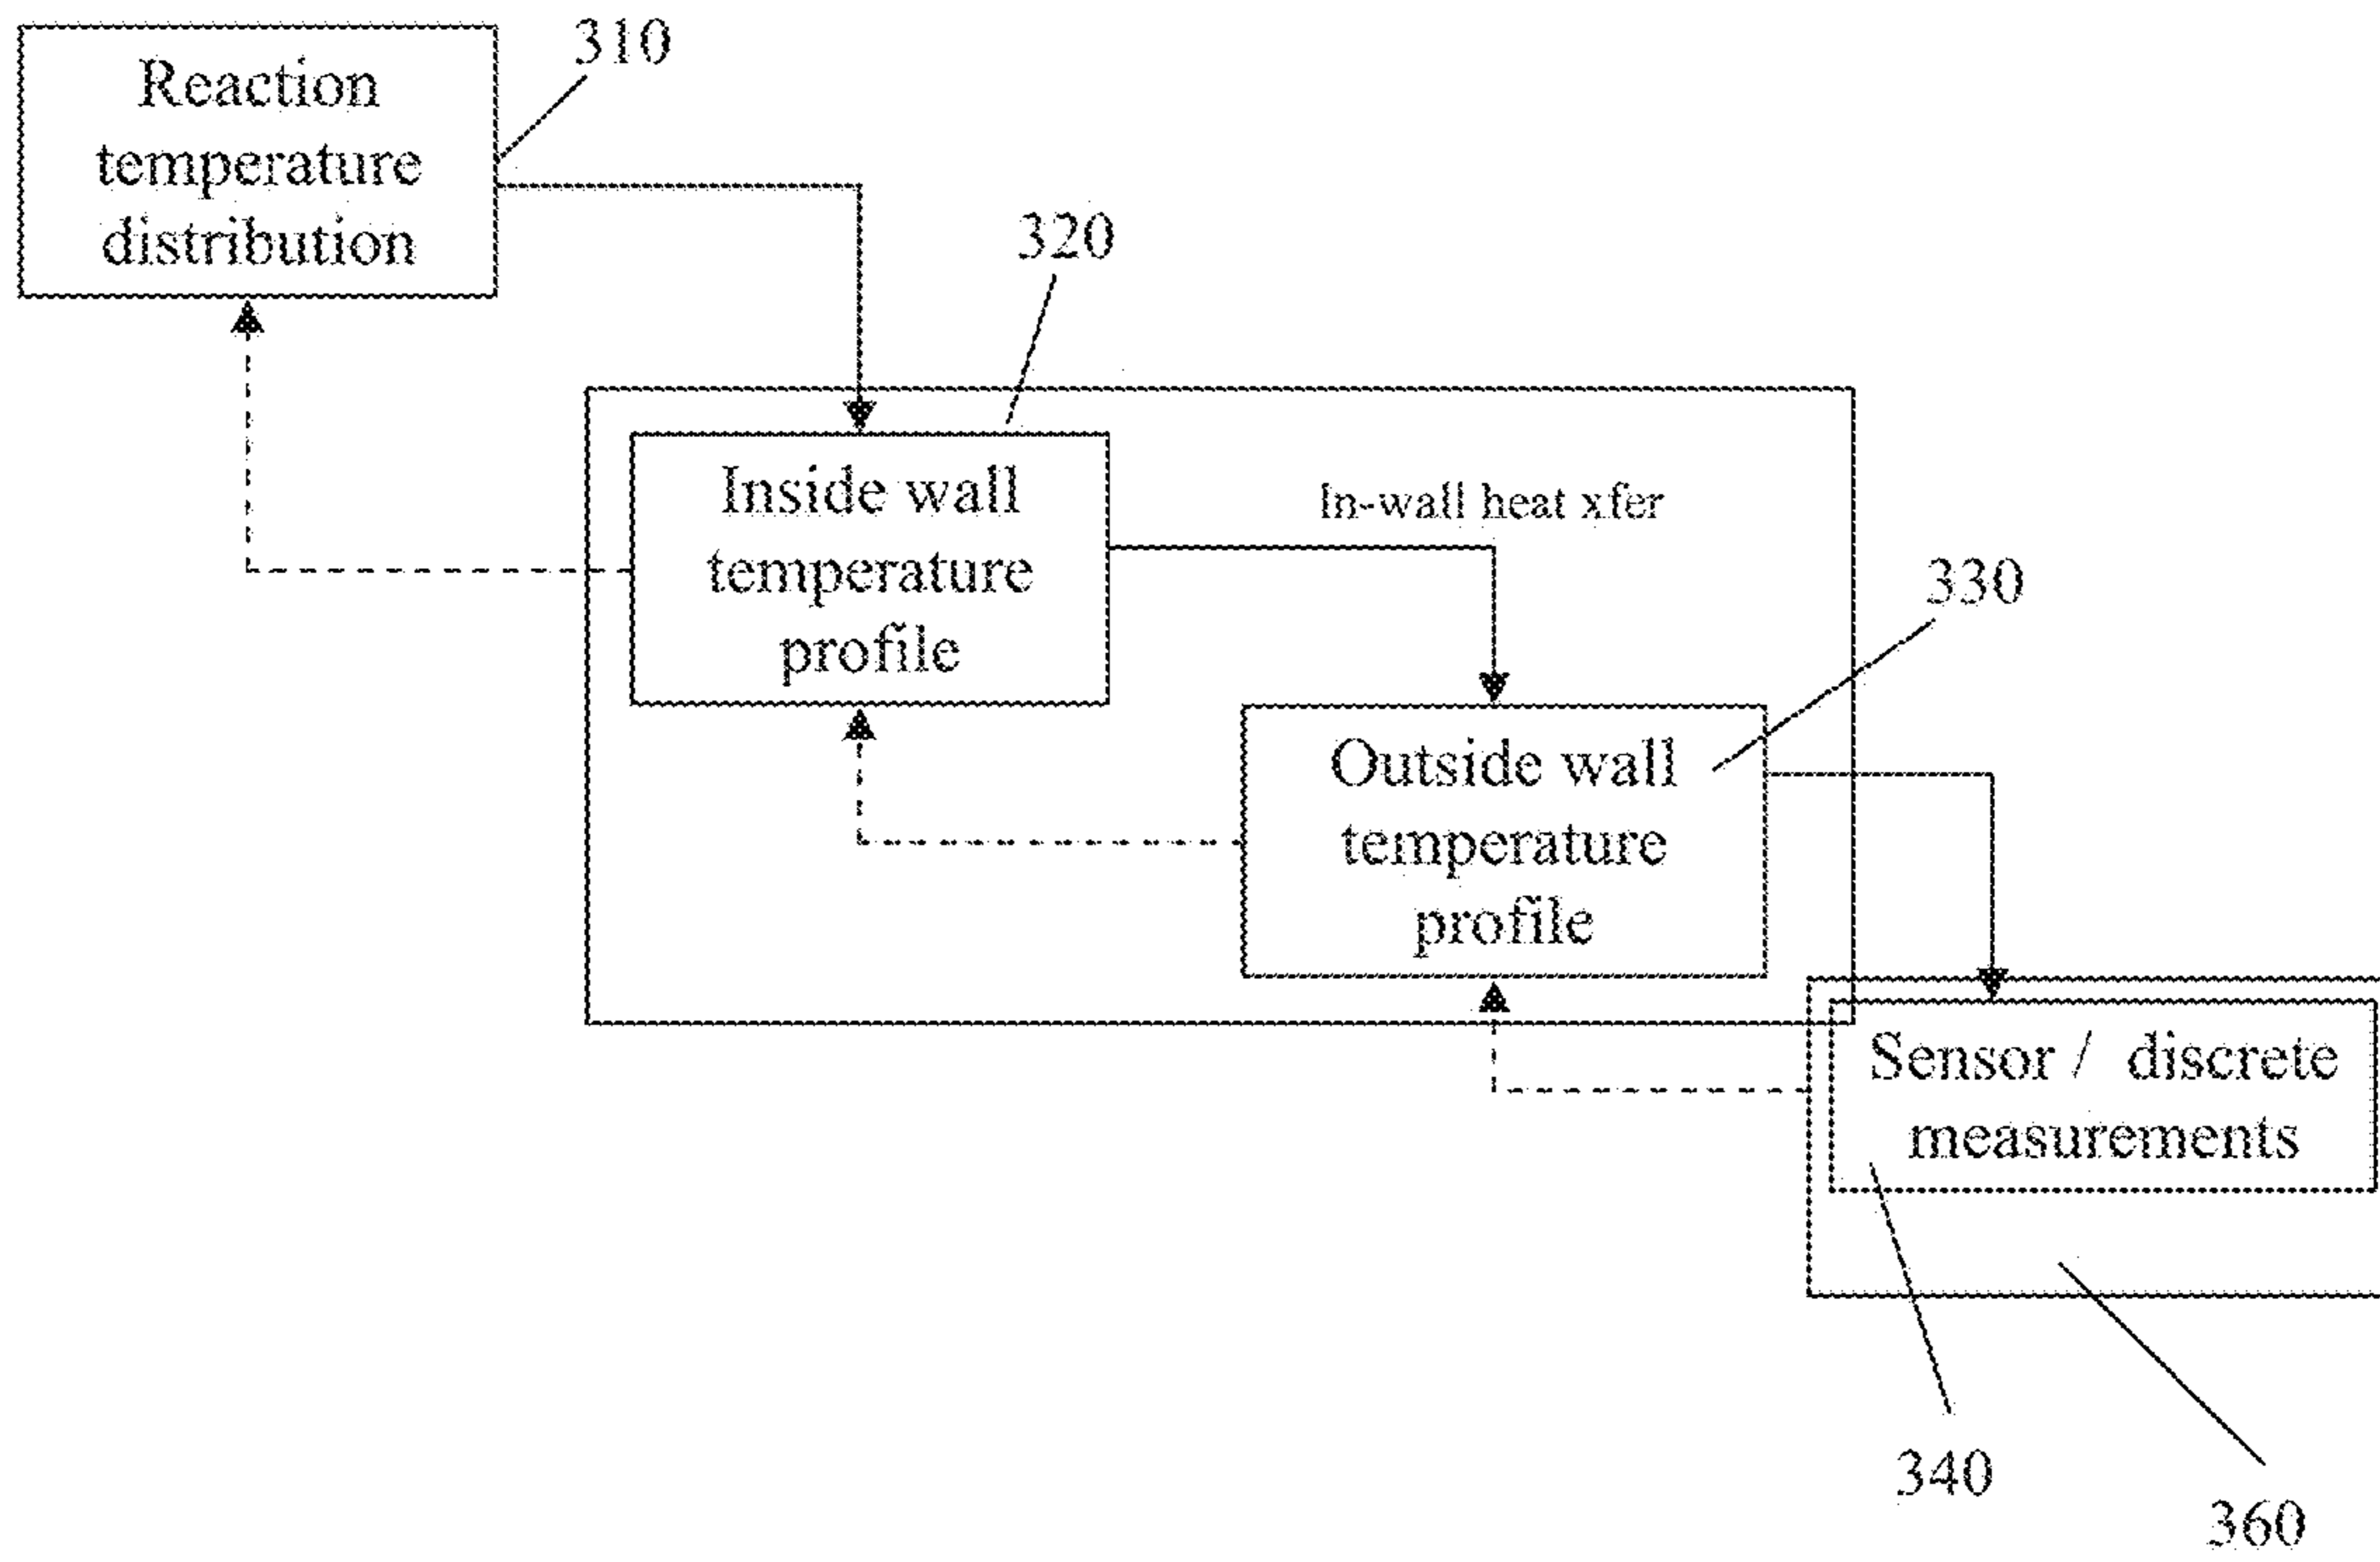 310
Reaction
temperature
distribution
320
Inside wall
temperature
profile
In-wall heat xfer
330
Outside wall
temperature
profile
Sensor / discrete
measurements
340
360